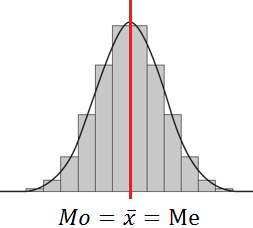 Mo = x̄ = Me